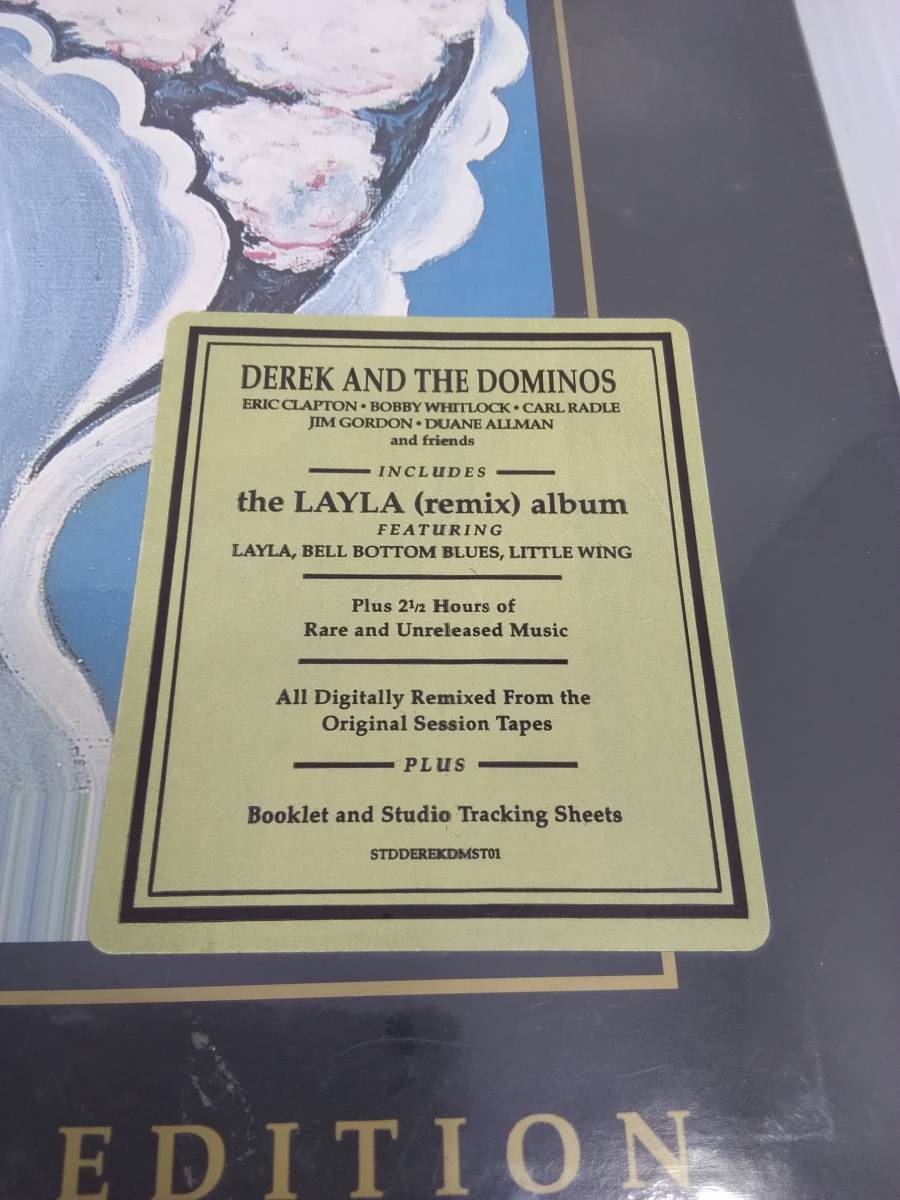 DEREK AND THE DOMINOS
ERIC CLAPTON • BOBBY WHITLOCK • CARL RADLE
JIM GORDON • DUANE ALLMAN
and friends
INCLUDES
the LAYLA (remix) album
FEATURING
LAYLA, BELL BOTTOM BLUES, LITTLE WING
Plus 2 1/2 Hours of
Rare and Unreleased Music
All Digitally Remixed From the
Original Session Tapes
PLUS
Booklet and Studio Tracking Sheets
STDDEREKDMST01
EDITION